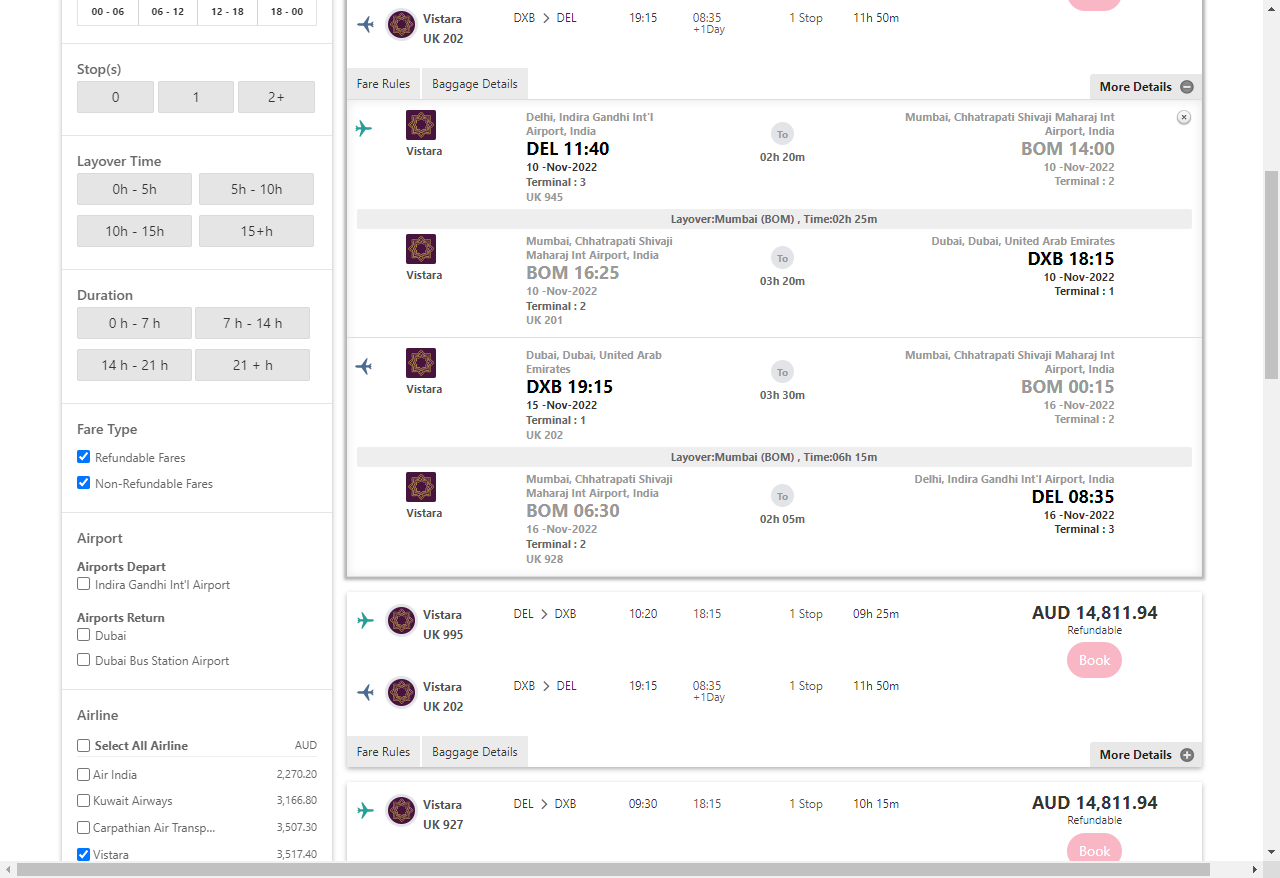 00 - 06
06 - 12
12 - 18
18 - 00
Stop(s)
0
1
2+
Layover Time
0h - 5h
5h - 10h
10h - 15h
15+h
Duration
0 h - 7 h
7 h - 14 h
14 h - 21 h
21 + h
Fare Type
Refundable Fares
Non-Refundable Fares
Airport
Airports Depart
Indira Gandhi Int'l Airport
Airports Return
Dubai
Dubai Bus Station Airport
Airline
Select All Airline AUD
Air India 2,270.20
Kuwait Airways 3,166.80
Carpathian Air Transp... 3,507.30
Vistara 3,517.40
Vistara
UK 202
DXB > DEL
19:15
08:35
+1Day
1 Stop
11h 50m
Fare Rules
Baggage Details
More Details
Vistara
Delhi, Indira Gandhi Int'l
Airport, India
DEL 11:40
10 -Nov-2022
Terminal : 3
UK 945
To
02h 20m
Mumbai, Chhatrapati Shivaji Maharaj Int
Airport, India
BOM 14:00
10 -Nov-2022
Terminal : 2
Layover:Mumbai (BOM) , Time:02h 25m
Vistara
Mumbai, Chhatrapati Shivaji
Maharaj Int Airport, India
BOM 16:25
10 -Nov-2022
Terminal : 2
UK 201
To
03h 20m
Dubai, Dubai, United Arab Emirates
DXB 18:15
10 -Nov-2022
Terminal : 1
Vistara
Dubai, Dubai, United Arab
Emirates
DXB 19:15
15 -Nov-2022
Terminal : 1
UK 202
To
03h 30m
Mumbai, Chhatrapati Shivaji Maharaj Int
Airport, India
BOM 00:15
16 -Nov-2022
Terminal : 2
Layover:Mumbai (BOM) , Time:06h 15m
Vistara
Mumbai, Chhatrapati Shivaji
Maharaj Int Airport, India
BOM 06:30
16 -Nov-2022
Terminal : 2
UK 928
To
02h 05m
Delhi, Indira Gandhi Int'l Airport, India
DEL 08:35
16 -Nov-2022
Terminal : 3
Vistara
UK 995
DEL > DXB
10:20
18:15
1 Stop
09h 25m
AUD 14,811.94
Refundable
Book
Vistara
UK 202
DXB > DEL
19:15
08:35
+1Day
1 Stop
11h 50m
Fare Rules
Baggage Details
More Details
Vistara
UK 927
DEL > DXB
09:30
18:15
1 Stop
10h 15m
AUD 14,811.94
Refundable
Book